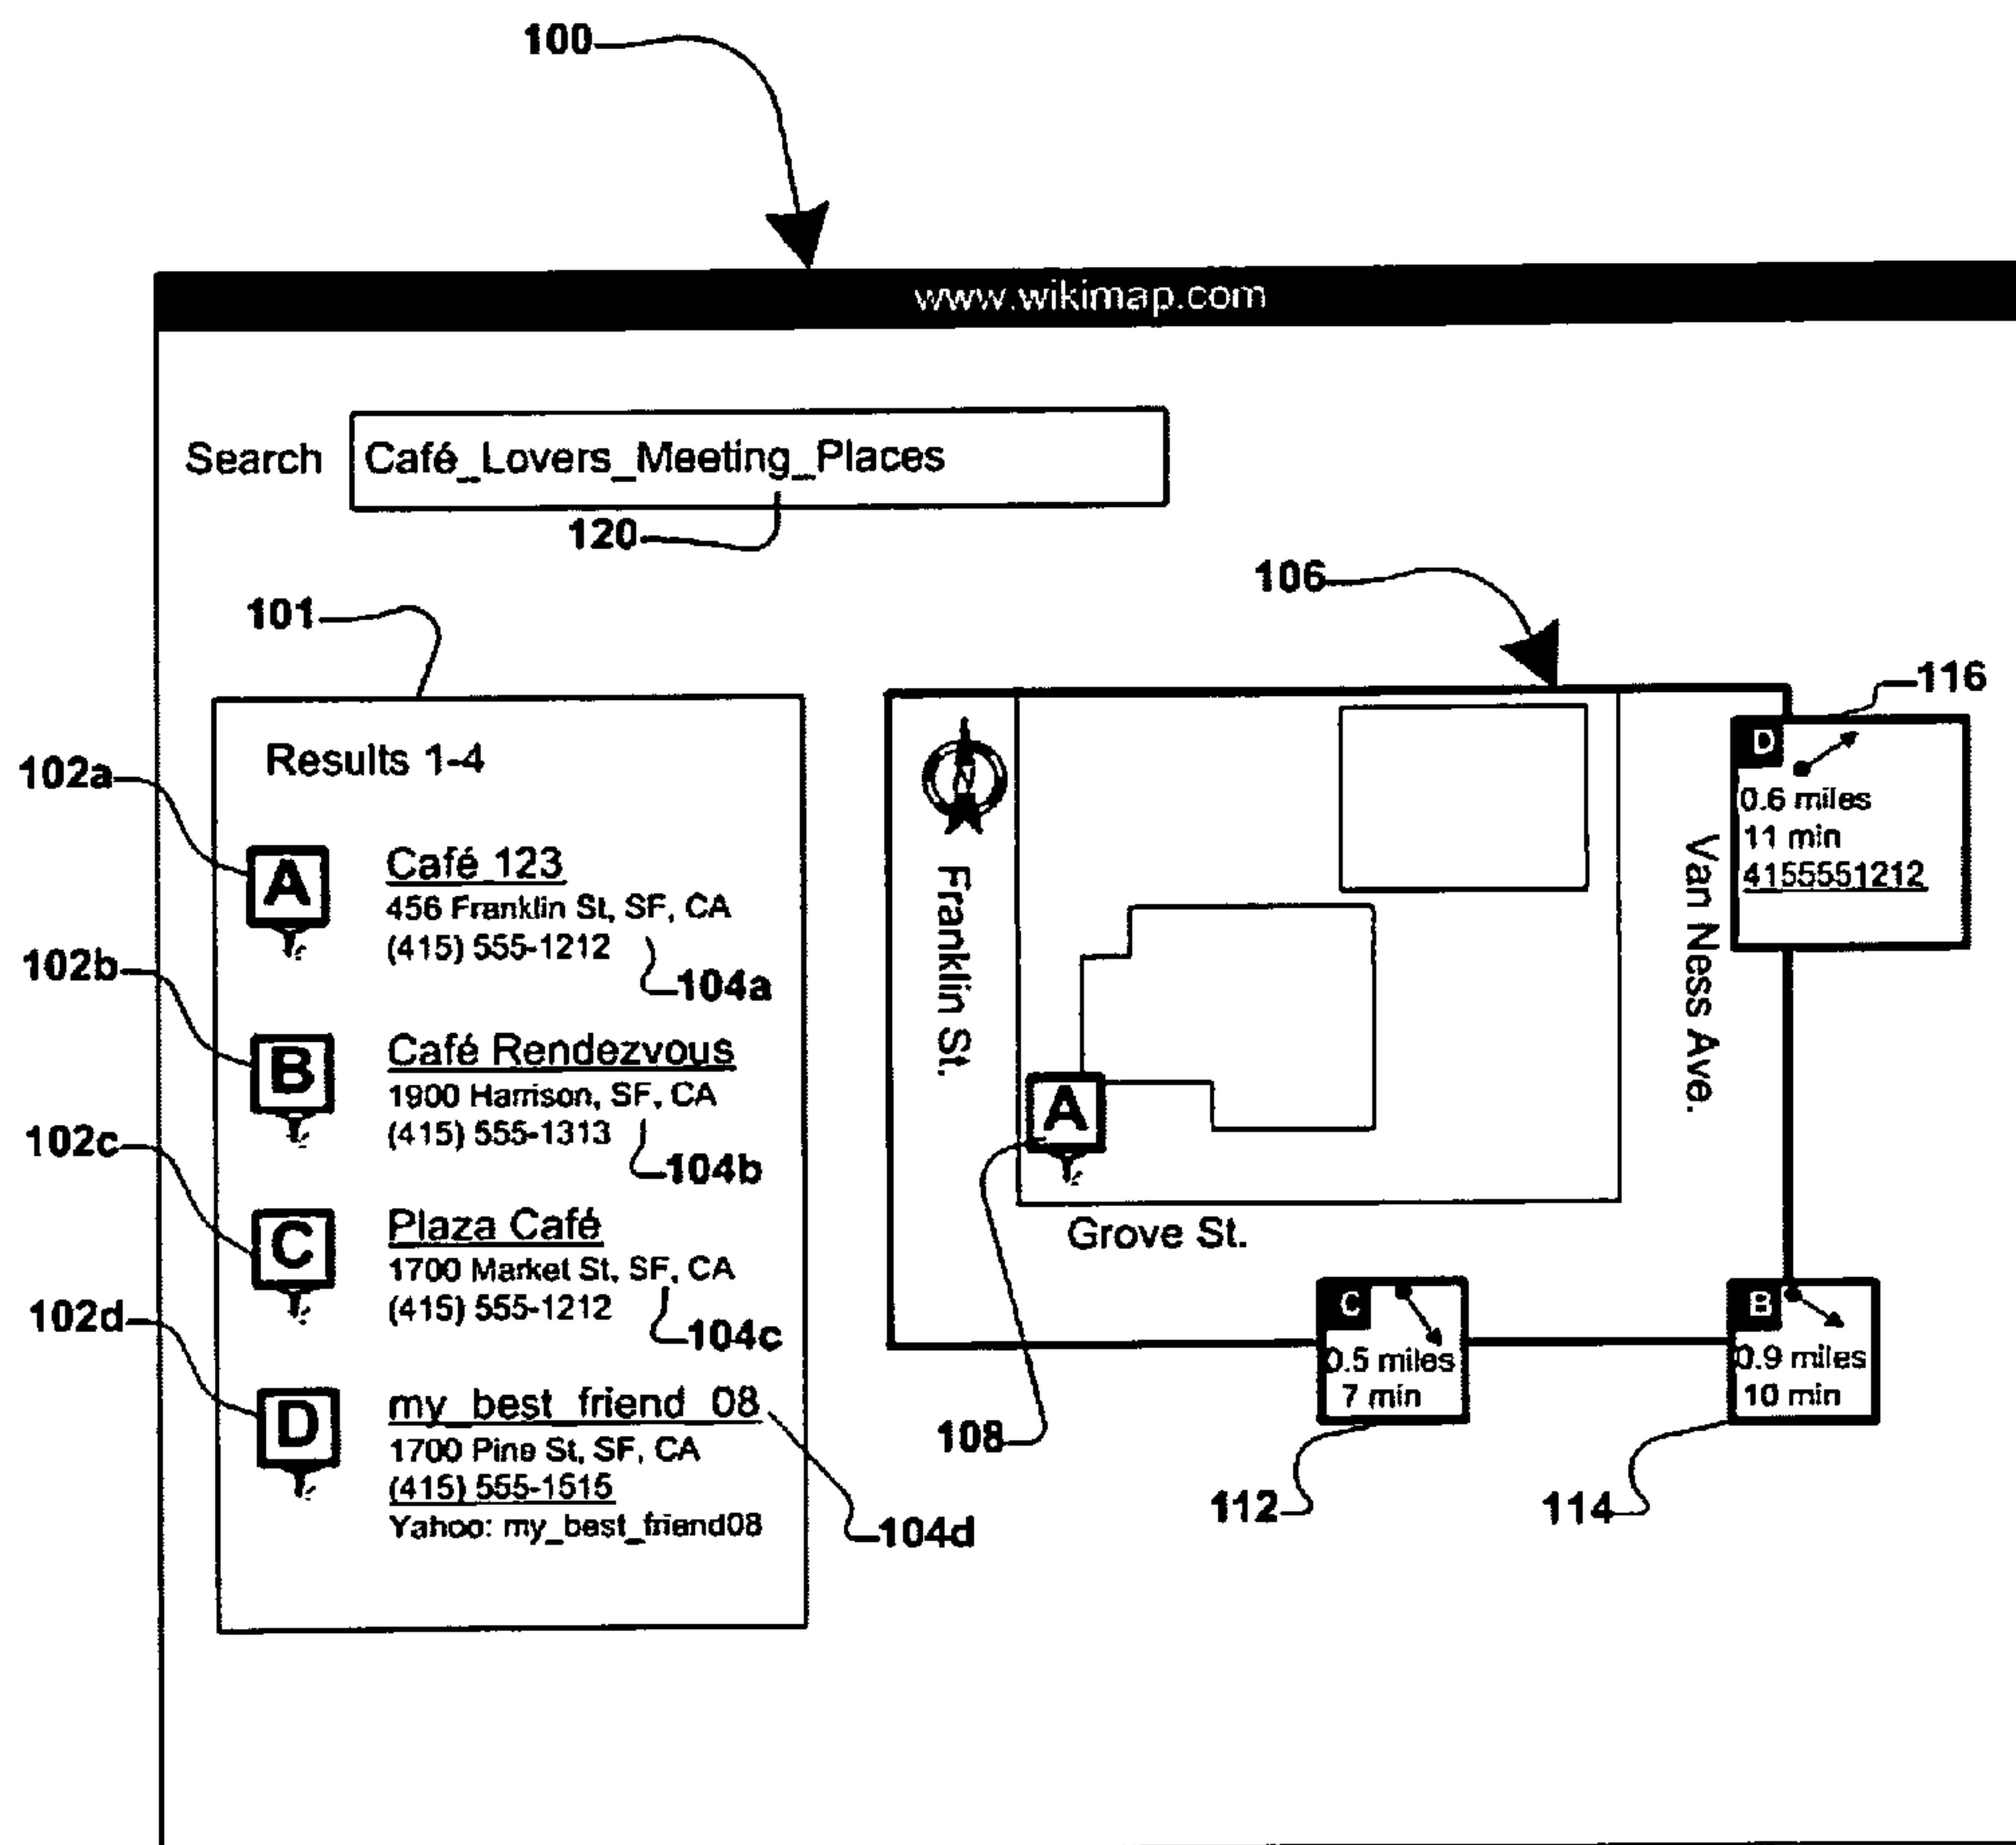 100
www.wikimap.com
Search Café_Lovers_Meeting_Places
120
106
101
116
Results 1-4
102a
A
Café 123
456 Franklin St, SF, CA
(415) 555-1212
104a
102b
B
Café Rendezvous
1900 Harrison, SF, CA
(415) 555-1313
104b
102c
C
Plaza Café
1700 Market St, SF, CA
(415) 555-1212
104c
102d
D
my_best_friend_08
1700 Pine St, SF, CA
(415) 555-1515
Yahoo: my_best_friend08
104d
N
Franklin St.
A
Grove St.
108
Van Ness Ave.
D
0.6 miles
11 min
4155551212
C
0.5 miles
7 min
112
B
0.9 miles
10 min
114